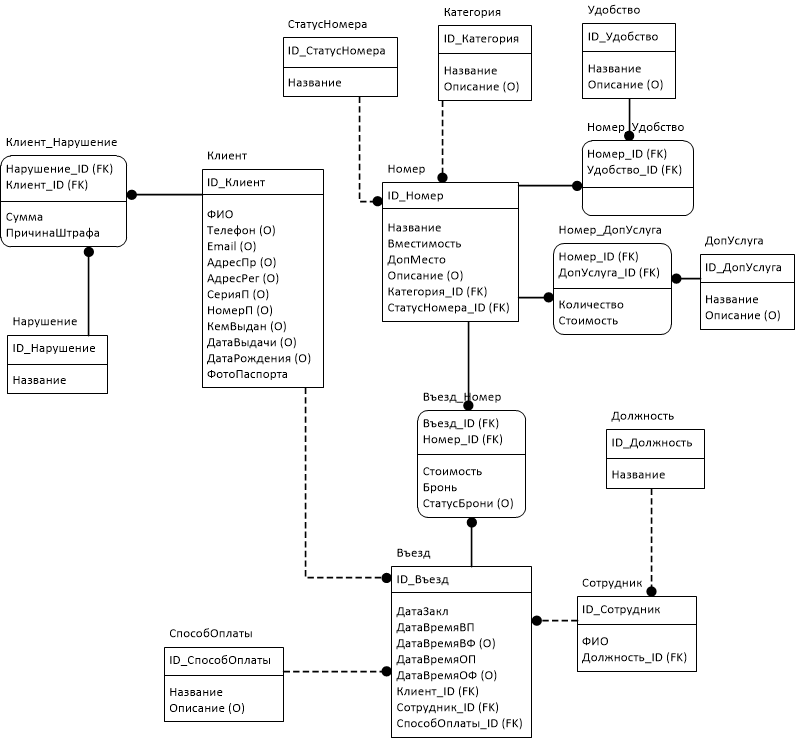 СтатусНомера
ID_СтатусНомера
Название
Категория
ID_Категория
Название
Описание (O)
Удобство
ID_Удобство
Название
Описание (O)
Клиент_Нарушение
Нарушение_ID (FK)
Клиент_ID (FK)
Сумма
ПричинаШтрафа
Клиент
ID_Клиент
ФИО
Телефон (O)
Email (O)
АдресПр (O)
АдресРег (O)
СерияП (O)
НомерП (O)
КемВыдан (O)
ДатаВыдачи (O)
ДатаРождения (O)
ФотоПаспорта
Номер
ID_Номер
Название
Вместимость
ДопМесто
Описание (O)
Категория_ID (FK)
СтатусНомера_ID (FK)
Номер_Удобство
Номер_ID (FK)
Удобство_ID (FK)
Номер_ДопУслуга
Номер_ID (FK)
ДопУслуга_ID (FK)
Количество
Стоимость
ДопУслуга
ID_ДопУслуга
Название
Описание (O)
Нарушение
ID_Нарушение
Название
Въезд_Номер
Въезд_ID (FK)
Номер_ID (FK)
Стоимость
Бронь
СтатусБрони (O)
Должность
ID_Должность
Название
Въезд
ID_Въезд
ДатаЗакл
ДатаВремяВП
ДатаВремяВФ (O)
ДатаВремяОП
ДатаВремяОФ (O)
Клиент_ID (FK)
Сотрудник_ID (FK)
СпособОплаты_ID (FK)
Сотрудник
ID_Сотрудник
ФИО
Должность_ID (FK)
СпособОплаты
ID_СпособОплаты
Название
Описание (O)